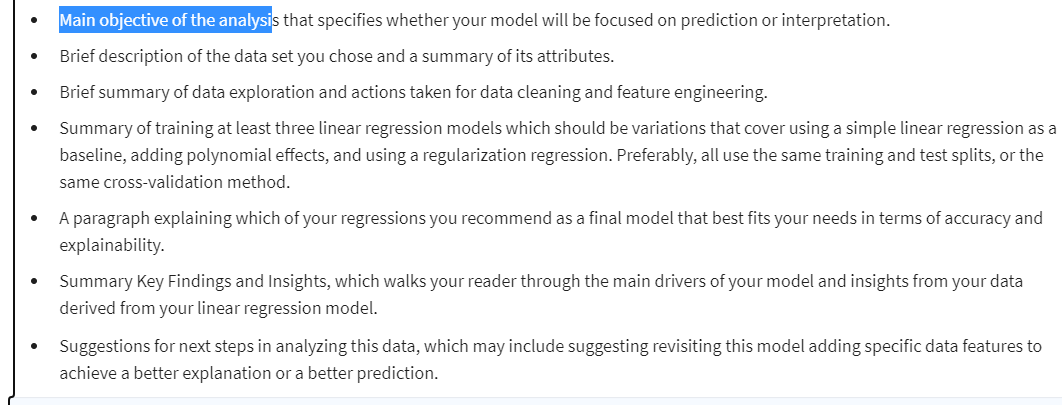 • Main objective of the analysis that specifies whether your model will be focused on prediction or interpretation.
• Brief description of the data set you chose and a summary of its attributes.
• Brief summary of data exploration and actions taken for data cleaning and feature engineering.
• Summary of training at least three linear regression models which should be variations that cover using a simple linear regression as a
baseline, adding polynomial effects, and using a regularization regression. Preferably, all use the same training and test splits, or the
same cross-validation method.
• A paragraph explaining which of your regressions you recommend as a final model that best fits your needs in terms of accuracy and
explainability.
• Summary Key Findings and Insights, which walks your reader through the main drivers of your model and insights from your data
derived from your linear regression model.
• Suggestions for next steps in analyzing this data, which may include suggesting revisiting this model adding specific data features to
achieve a better explanation or a better prediction.